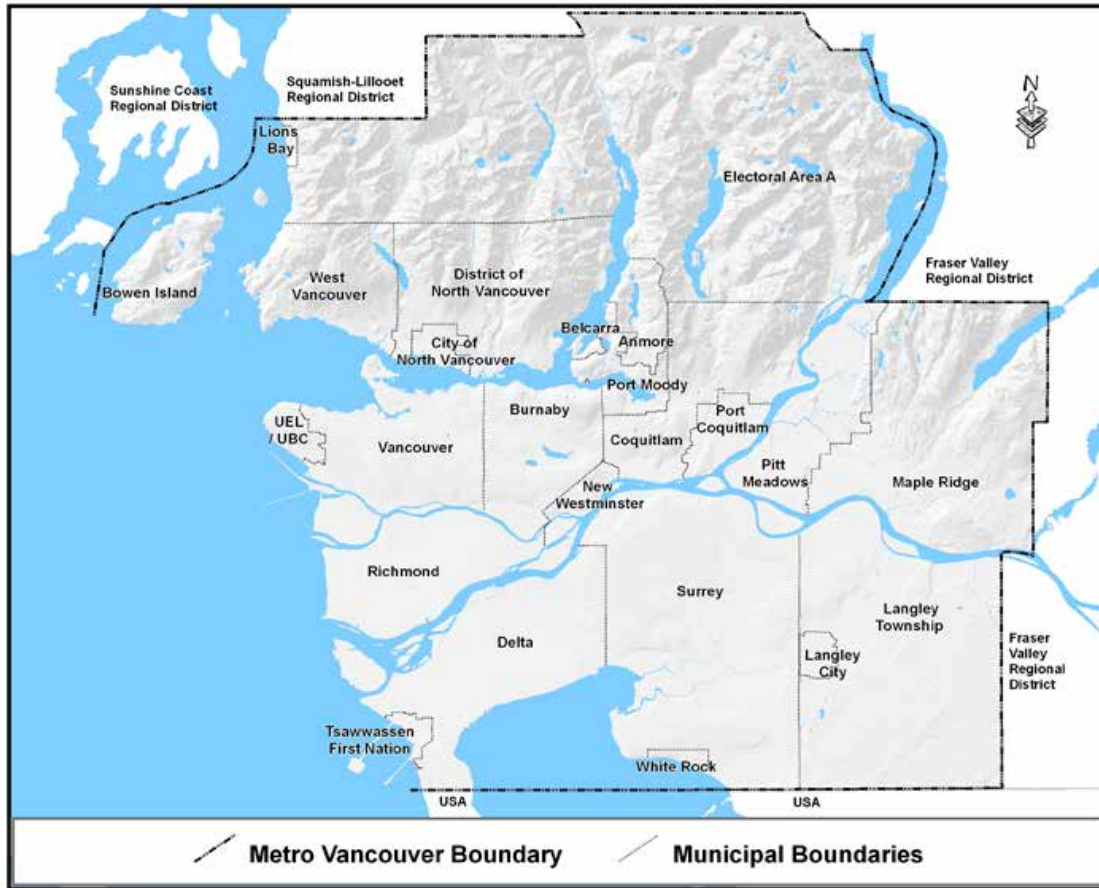 Sunshine Coast
Regional District
Squamish-Lillooet
Regional District
N
Lions
Bay
Electoral Area A
Fraser Valley
Regional District
Bowen Island
West
Vancouver
District of
North Vancouver
Belcarra
Anmore
City of
North Vancouver
Port Moody
Burnaby
Port
Coquitlam
UEL
/ UBC
Vancouver
Coquitlam
Pitt
Meadows
Maple Ridge
New
Westminster
Richmond
Surrey
Langley
Township
Delta
Langley
City
Fraser
Valley
Regional
District
Tsawwassen
First Nation
White Rock
USA
USA
Metro Vancouver Boundary
Municipal Boundaries